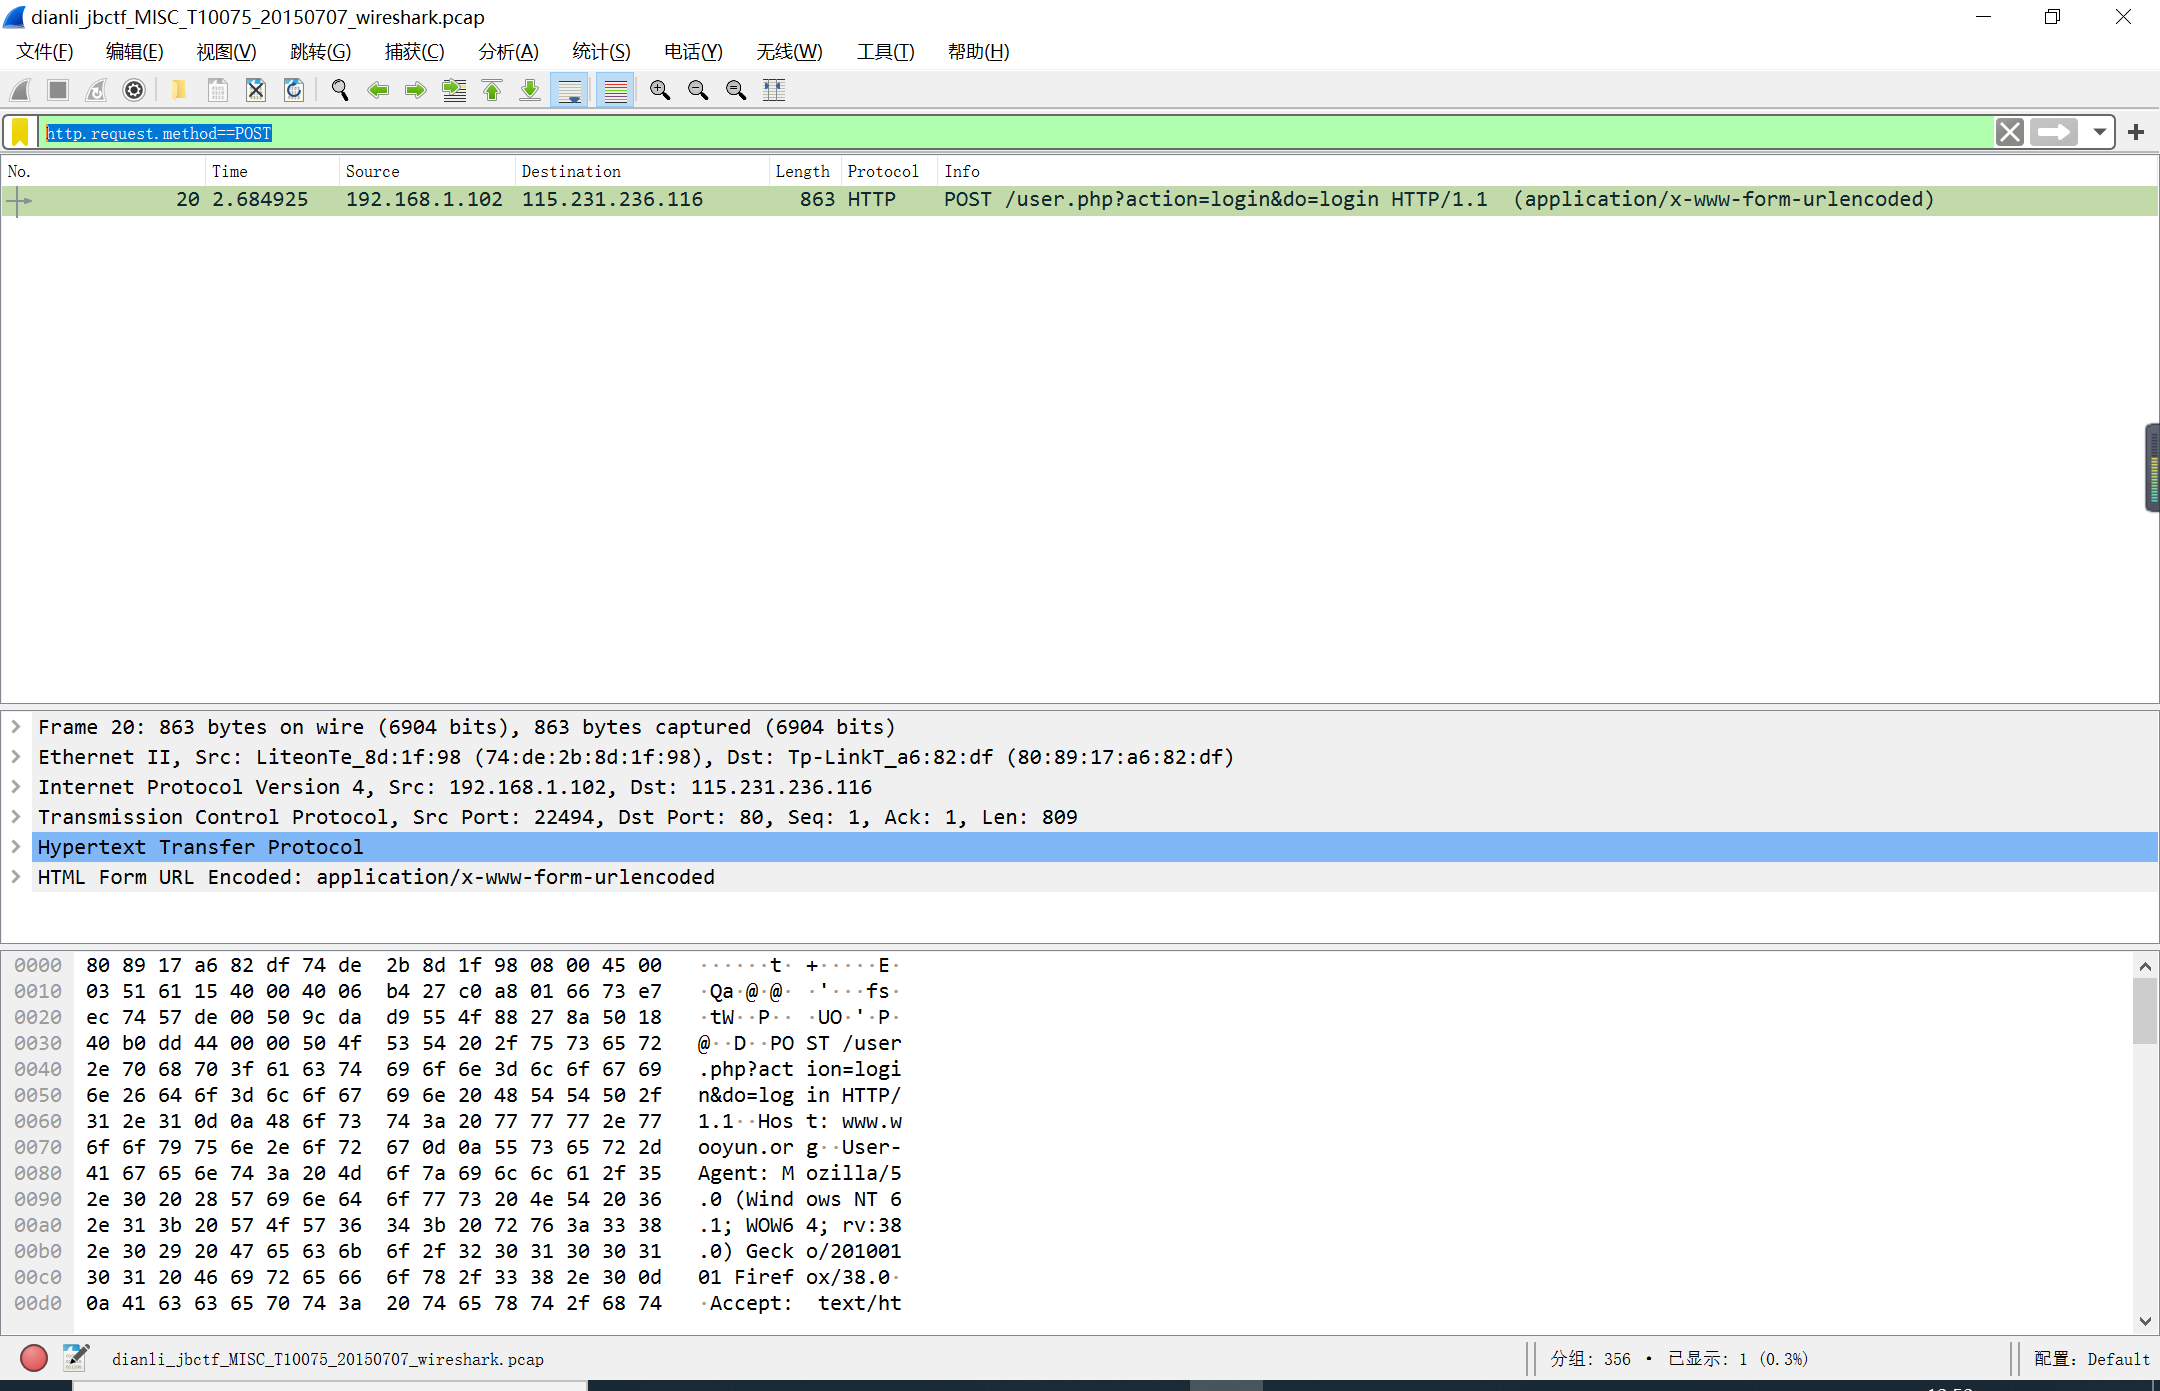 dianli_jbctf_MISC_T10075_20150707_wireshark.pcap
文件(F) 编辑(E) 视图(V) 跳转(G) 捕获(C) 分析(A) 统计(S) 电话(Y) 无线(W) 工具(T) 帮助(H)
http.request.method==POST
No. Time Source Destination Length Protocol Info
20 2.684925 192.168.1.102 115.231.236.116 863 HTTP POST /user.php?action=login&do=login HTTP/1.1 (application/x-www-form-urlencoded)
Frame 20: 863 bytes on wire (6904 bits), 863 bytes captured (6904 bits)
Ethernet II, Src: LiteonTe_8d:1f:98 (74:de:2b:8d:1f:98), Dst: Tp-LinkT_a6:82:df (80:89:17:a6:82:df)
Internet Protocol Version 4, Src: 192.168.1.102, Dst: 115.231.236.116
Transmission Control Protocol, Src Port: 22494, Dst Port: 80, Seq: 1, Ack: 1, Len: 809
Hypertext Transfer Protocol
HTML Form URL Encoded: application/x-www-form-urlencoded
0000 80 89 17 a6 82 df 74 de 2b 8d 1f 98 08 00 45 00 ······t· +·····E·
0010 03 51 61 15 40 00 40 06 b4 27 c0 a8 01 66 73 e7 ·Qa·@·@· ·'···fs·
0020 ec 74 57 de 00 50 9c da d9 55 4f 88 27 8a 50 18 ·tW··P·· ·UO·'·P·
0030 40 b0 dd 44 00 00 50 4f 53 54 20 2f 75 73 65 72 @··D··PO ST /user
0040 2e 70 68 70 3f 61 63 74 69 6f 6e 3d 6c 6f 67 69 .php?act ion=logi
0050 6e 26 64 6f 3d 6c 6f 67 69 6e 20 48 54 54 50 2f n&do=log in HTTP/
0060 31 2e 31 0d 0a 48 6f 73 74 3a 20 77 77 77 2e 77 1.1··Hos t: www.w
0070 6f 6f 79 75 6e 2e 6f 72 67 0d 0a 55 73 65 72 2d ooyun.or g··User-
0080 41 67 65 6e 74 3a 20 4d 6f 7a 69 6c 6c 61 2f 35 Agent: M ozilla/5
0090 2e 30 20 28 57 69 6e 64 6f 77 73 20 4e 54 20 36 .0 (Wind ows NT 6
00a0 2e 31 3b 20 57 4f 57 36 34 3b 20 72 76 3a 33 38 .1; WOW6 4; rv:38
00b0 2e 30 29 20 47 65 63 6b 6f 2f 32 30 31 30 30 31 .0) Geck o/201001
00c0 30 31 20 46 69 72 65 66 6f 78 2f 33 38 2e 30 0d 01 Firef ox/38.0·
00d0 0a 41 63 63 65 70 74 3a 20 74 65 78 74 2f 68 74 ·Accept: text/ht
dianli_jbctf_MISC_T10075_20150707_wireshark.pcap 分组: 356 · 已显示: 1 (0.3%) 配置: Default